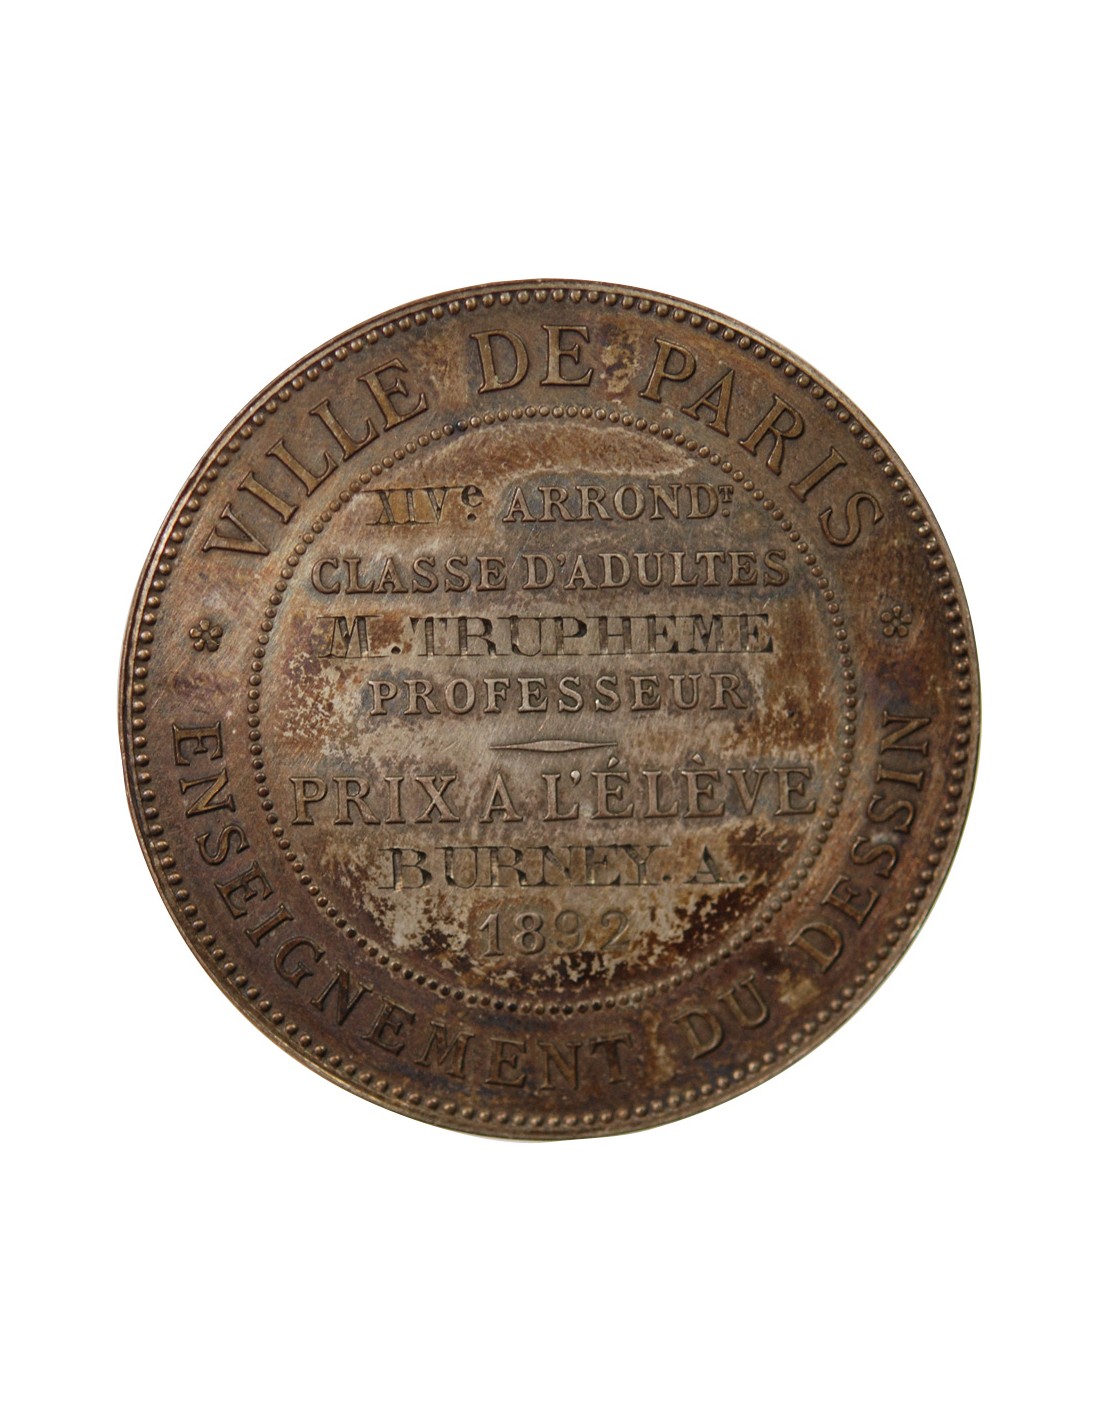 VILLE DE PARIS
XIVe ARRONDT
CLASSE D'ADULTES
M. TRUPHEME
PROFESSEUR
PRIX A L'ÉLÈVE
BURNEY. A.
1892
ENSEIGNEMENT DU DESSIN